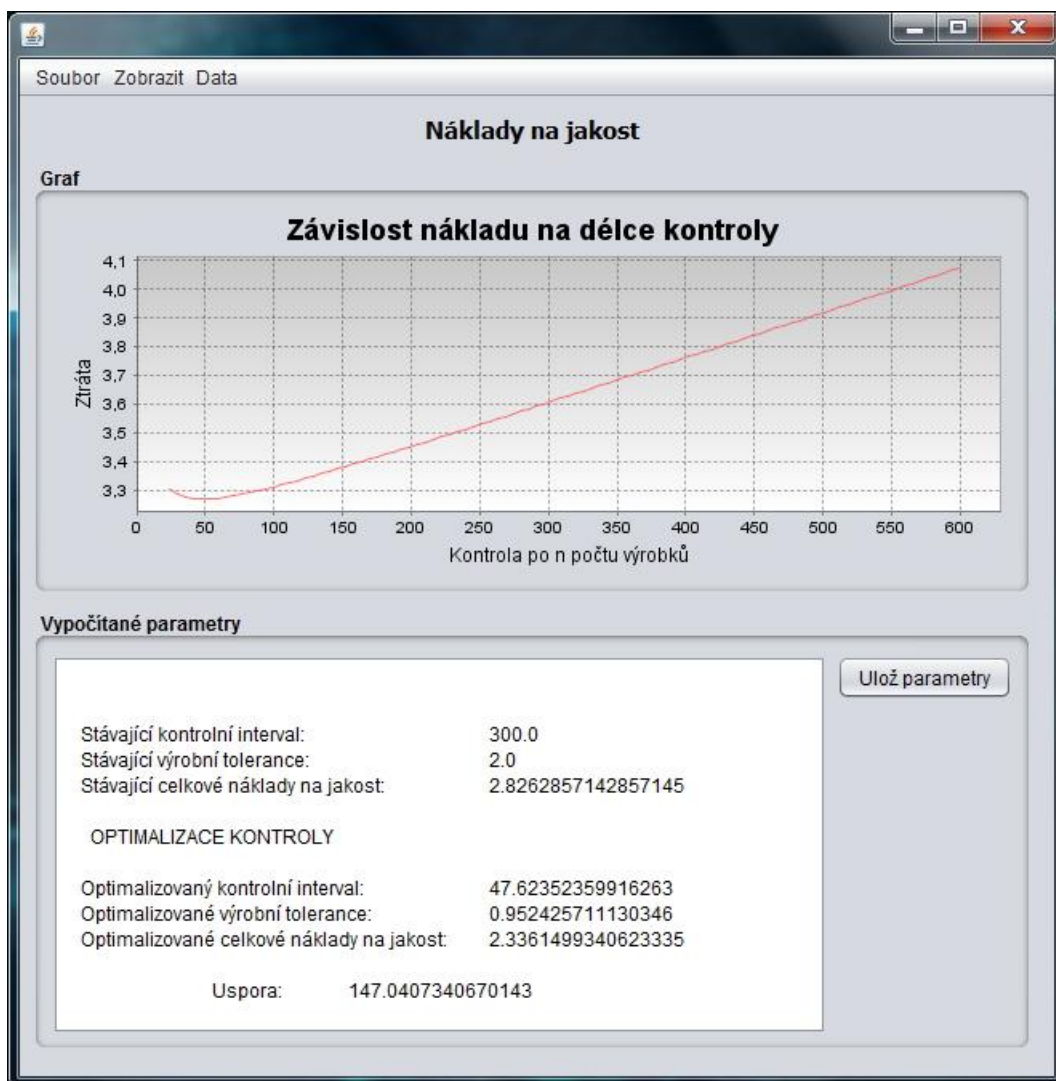 Soubor Zobrazit Data
Náklady na jakost
Graf
Závislost nákladu na délce kontroly
4,1
4,0
3,9
3,8
3,7
3,6
3,5
3,4
3,3
Ztráta
0 50 100 150 200 250 300 350 400 450 500 550 600
Kontrola po n počtu výrobků
Vypočítané parametry
Ulož parametry
Stávající kontrolní interval: 300.0
Stávající výrobní tolerance: 2.0
Stávající celkové náklady na jakost: 2.8262857142857145
OPTIMALIZACE KONTROLY
Optimalizovaný kontrolní interval: 47.62352359916263
Optimalizované výrobní tolerance: 0.952425711130346
Optimalizované celkové náklady na jakost: 2.3361499340623335
Uspora: 147.0407340670143